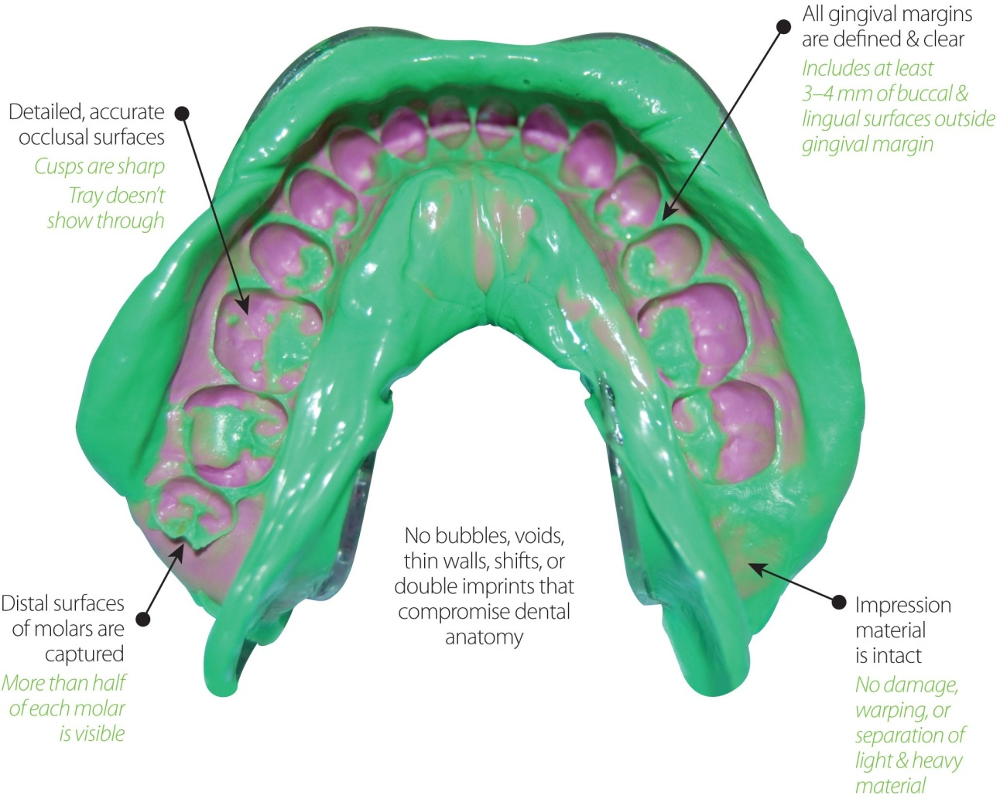 All gingival margins
are defined & clear
Includes at least
3–4 mm of buccal &
lingual surfaces outside
gingival margin
Detailed, accurate
occlusal surfaces
Cusps are sharp
Tray doesn't
show through
No bubbles, voids,
thin walls, shifts, or
double imprints that
compromise dental
anatomy
Distal surfaces
of molars are
captured
More than half
of each molar
is visible
Impression
material
is intact
No damage,
warping, or
separation of
light & heavy
material